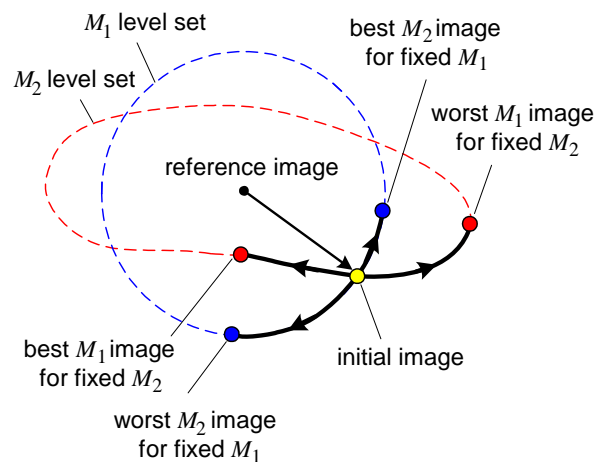 M1 level set
M2 level set
best M2 image
for fixed M1
worst M1 image
for fixed M2
reference image
initial image
best M1 image
for fixed M2
worst M2 image
for fixed M1